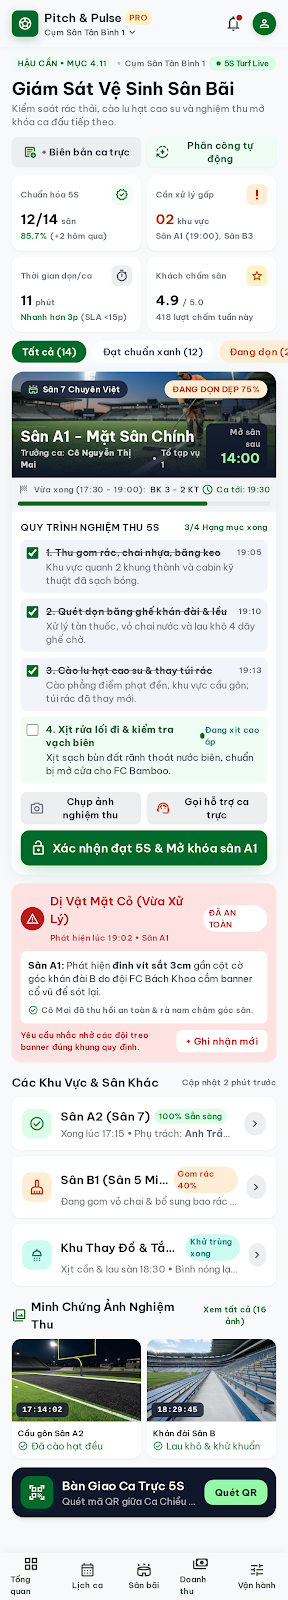 Pitch & Pulse PRO
Cụm Sân Tân Bình 1
HẬU CẦN • MỤC 4.1
Cụm Sân Tân Bình 1
5S Turf Live
Giám Sát Vệ Sinh Sân Bãi
Kiểm soát rác thải, cào lu hạt cao su và nghiệm thu mở
khóa ca đấu tiếp theo.
+ Biên bản ca trực
Phân công tự
động
Chuẩn hóa 5S
12/14 sân
85.7% (+2 hôm qua)
Cần xử lý gấp
02 khu vực
Sân A1 (19:00), Sân B3
Thời gian dọn/ca
11 phút
Nhanh hơn 3p (SLA <15p)
Khách chấm sân
4.9 / 5.0
418 lượt chấm tuần này
Tất cả (14)
Đạt chuẩn xanh (12)
Đang dọn (2
Sân 7 Chuyên Việt
ĐANG DỌN DẸP 75%
Sân A1 - Mặt Sân Chính
Trưởng ca: Cô Nguyễn Thị
Mai
• Tổ tạp vụ
1
Mở sân
sau
14:00
Vừa xong (17:30 - 19:00): BK 3 - 2 KT
Ca tới: 19:30
QUY TRÌNH NGHIỆM THU 5S
3/4 Hạng mục xong
1. Thu gom rác, chai nhựa, băng keo
19:05
Khu vực quanh 2 khung thành và cabin kỹ
thuật đã sạch bóng.
2. Quét dọn băng ghế khán đài & lều
19:10
Xử lý tàn thuốc, vỏ chai nước và lau khô 4 dãy
ghế chờ.
3. Cào lu hạt cao su & thay túi rác
19:13
Cào phẳng điểm phạt đền, khu vực cầu gôn;
túi rác đã thay mới.
4. Xịt rửa lối đi & kiểm tra
vạch biên
Đang xịt cao
áp
Xịt sạch bùn đất rãnh thoát nước biên, chuẩn
bị mở cửa cho FC Bamboo.
Chụp ảnh
nghiệm thu
Gọi hỗ trợ ca
trực
Xác nhận đạt 5S & Mở khóa sân A1
Dị Vật Mặt Cỏ (Vừa Xử
Lý)
ĐÃ AN
TOÀN
Phát hiện lúc 19:02 • Sân A1
Sân A1: Phát hiện đinh vít sắt 3cm gần cột cờ
góc khán đài B do đội FC Bách Khoa cắm banner
cổ vũ để sót lại.
Cô Mai đã thu hồi an toàn & rà nam châm góc sân.
Yêu cầu nhắc nhở các đội treo
banner đúng khung quy định.
+ Ghi nhận mới
Các Khu Vực & Sân Khác
Cập nhật 2 phút trước
Sân A2 (Sân 7)
100% Sẵn sàng
Xong lúc 17:15 • Phụ trách: Anh Trầ...
Sân B1 (Sân 5 Mi...
Gom rác
40%
Đang gom vỏ chai & bổ sung bao rác ...
Khu Thay Đồ & Tắ...
Khử trùng
xong
Xịt cồn & lau sàn 18:30 • Bình nóng lạ...
Minh Chứng Ảnh Nghiệm
Thu
Xem tất cả (16
ảnh)
17:14:02
18:29:45
Cầu gôn Sân A2
Đã cào hạt đều
Khán đài Sân B
Lau khô & khử khuẩn
Bàn Giao Ca Trực 5S
Quét mã QR giữa Ca Chiều ...
Quét QR
Tổng
quan
Lịch ca
Sân bãi
Doanh
thu
Vận hành